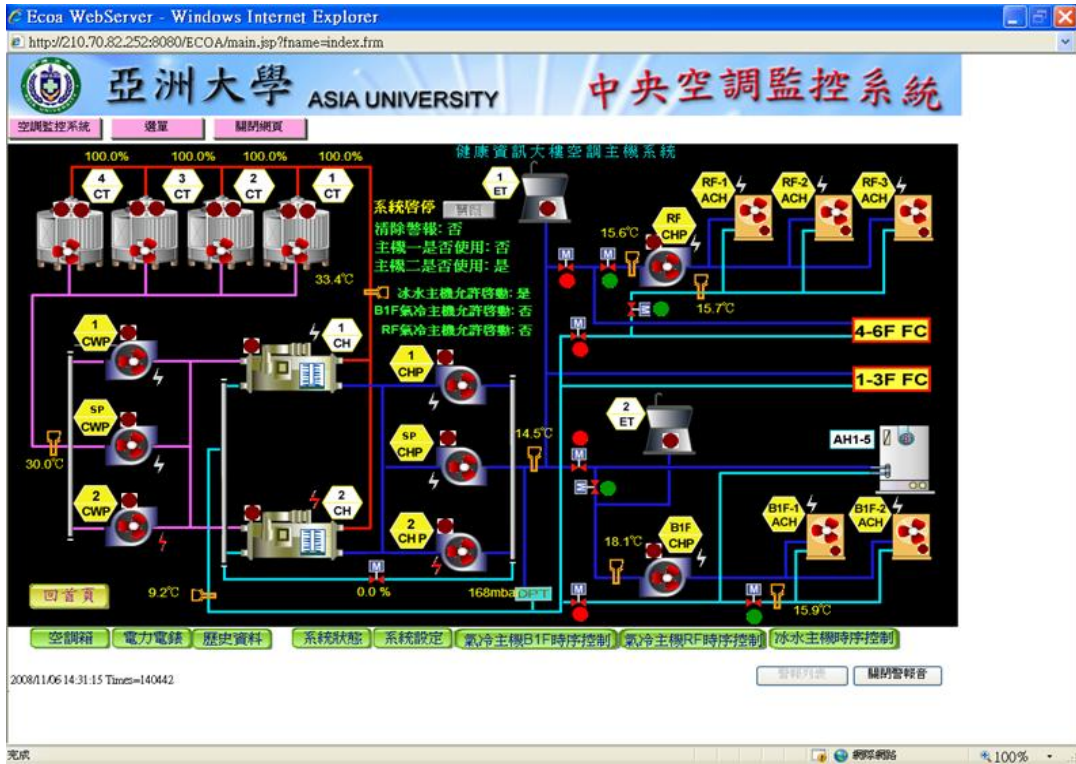 Ecoa WebServer - Windows Internet Explorer
http://210.70.82.252:8080/ECOA/main.jsp?fname=index.frm
亞洲大學 ASIA UNIVERSITY 中央空調監控系統
空調監控系統 選單 關閉網頁
健康資訊大樓空調主機系統
100.0% 100.0% 100.0% 100.0%
4 CT 3 CT 2 CT 1 CT
1 ET
RF-1 ACH RF-2 ACH RF-3 ACH
系統啓停
清除警報: 否
主機一是否使用: 否
主機二是否使用: 是
冰水主機允許啓動: 是
B1F氣冷主機允許啓動: 否
RF氣冷主機允許啓動: 否
RF CHP
15.6℃
15.7℃
33.4℃
M M M M
4-6F FC
1-3F FC
1 CWP
1 CH
1 CHP
2 ET
SP CWP
SP CHP
14.5℃
30.0℃
AH1-5
M M
2 CWP
2 CH
2 CHP
B1F CHP
18.1℃
B1F-1 ACH B1F-2 ACH
M M M
回首頁
9.2℃
0.0 %
168mba DPT
15.9℃
空調箱 電力電錶 歷史資料 系統狀態 系統設定 氣冷主機B1F時序控制 氣冷主機RF時序控制 冰水主機時序控制
2008/11/06 14:31:15 Times=140442
警報列表 關閉警報音
完成 網際網路 100%